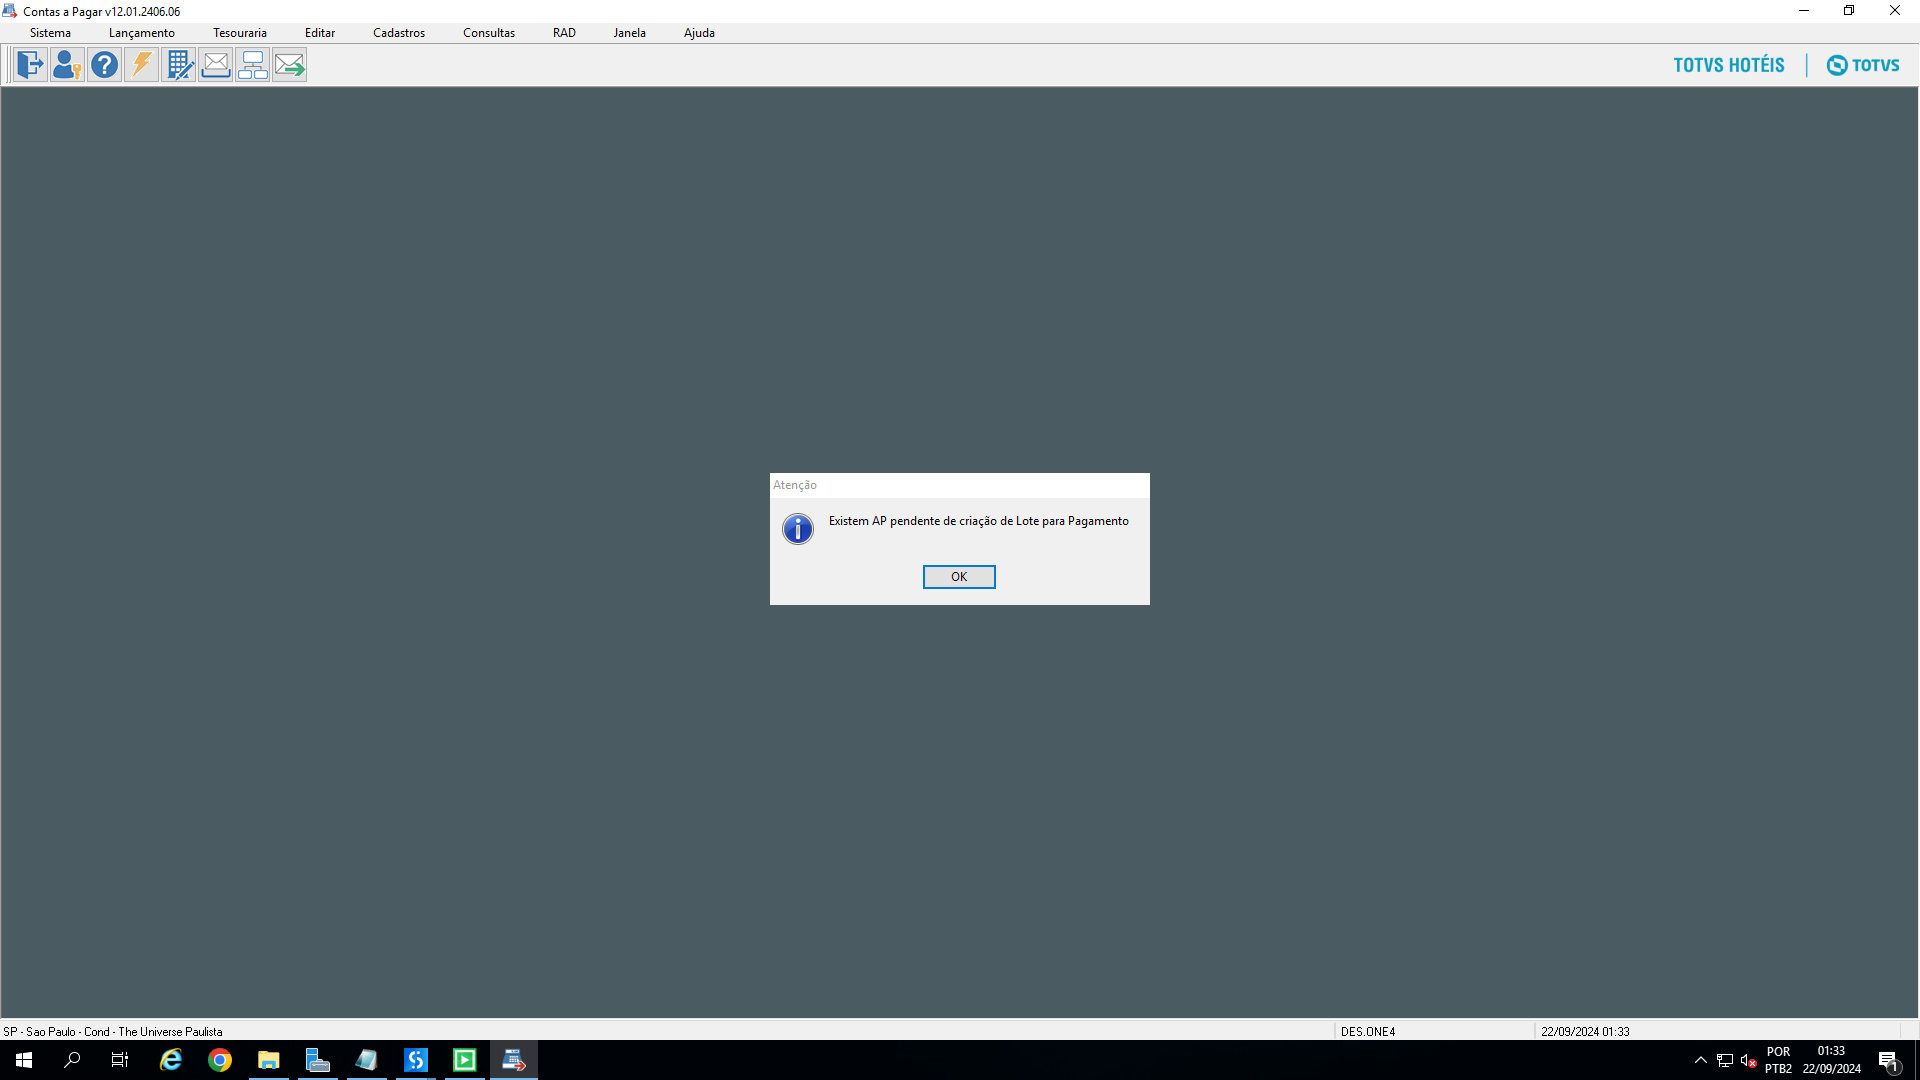 Contas a Pagar v12.01.2406.06
Sistema Lançamento Tesouraria Editar Cadastros Consultas RAD Janela Ajuda
TOTVS HOTÉIS | TOTVS
Atenção
Existem AP pendente de criação de Lote para Pagamento
OK
SP - Sao Paulo - Cond - The Universe Paulista DES.ONE4 22/09/2024 01:33
POR 01:33
PTB2 22/09/2024 1